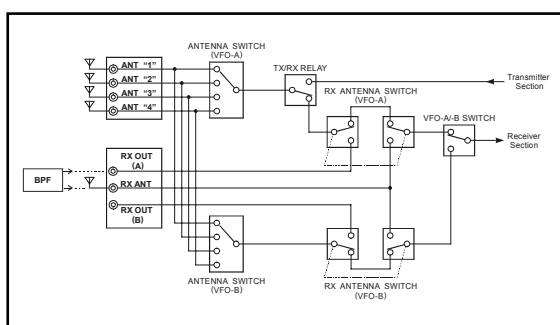 ANTENNA SWITCH
(VFO-A)
ANT “1”
ANT “2”
ANT “3”
ANT “4”
TX/RX RELAY
Transmitter
Section
RX ANTENNA SWITCH
(VFO-A)
VFO-A/-B SWITCH
Receiver
Section
RX OUT
(A)
BPF
RX ANT
RX OUT
(B)
ANTENNA SWITCH
(VFO-B)
RX ANTENNA SWITCH
(VFO-B)